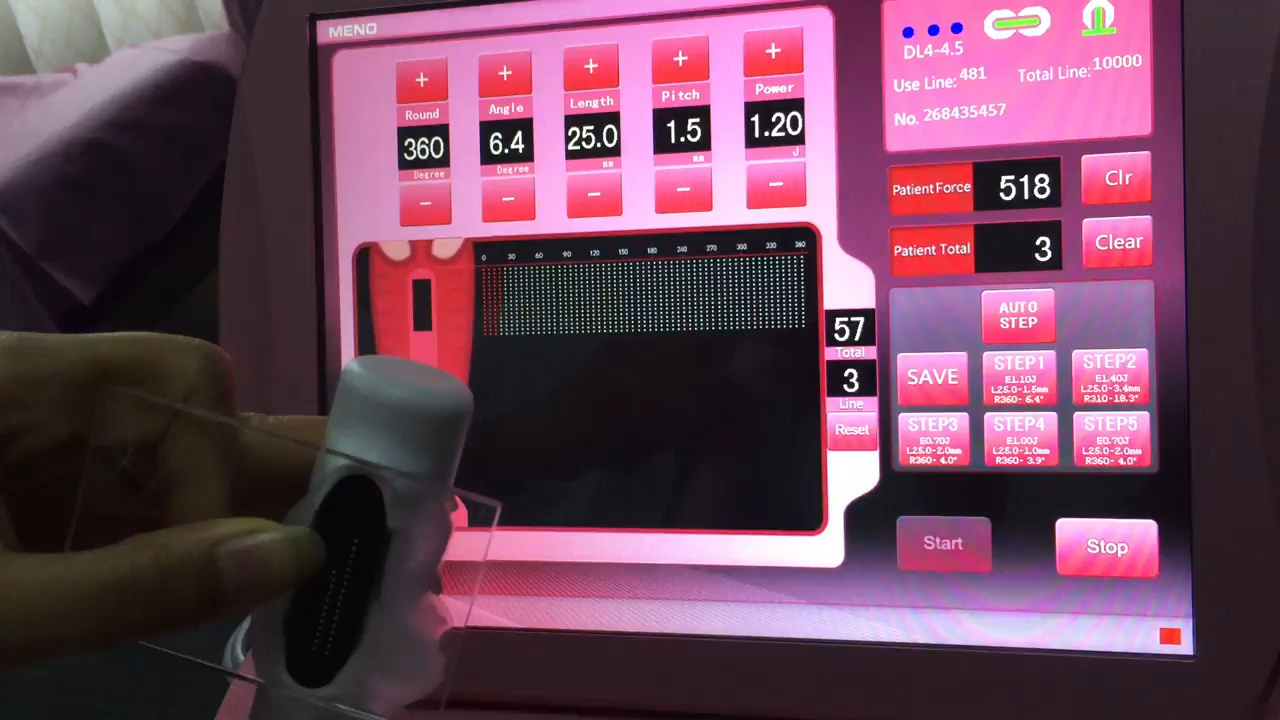 MENO
+ + + + +
Round Angle Length Pitch Power
360 6.4 25.0 1.5 1.20
Degree Degree mm mm J
− − − − −
DL4-4.5
Use Line: 481 Total Line: 10000
No. 268435457
Patient Force 518 Clr
Patient Total 3 Clear
0 30 60 90 120 150 180 240 270 300 330 360
57
Total
3
Line
Reset
AUTO
STEP
SAVE
STEP1
E1.10J
L25.0-1.5mm
R360- 6.4°
STEP2
E1.40J
L25.0-3.4mm
R310-18.3°
STEP3
E0.70J
L25.0-2.0mm
R360- 4.0°
STEP4
E1.00J
L25.0-1.0mm
R360- 3.9°
STEP5
E0.70J
L25.0-2.0mm
R360- 4.0°
Start Stop